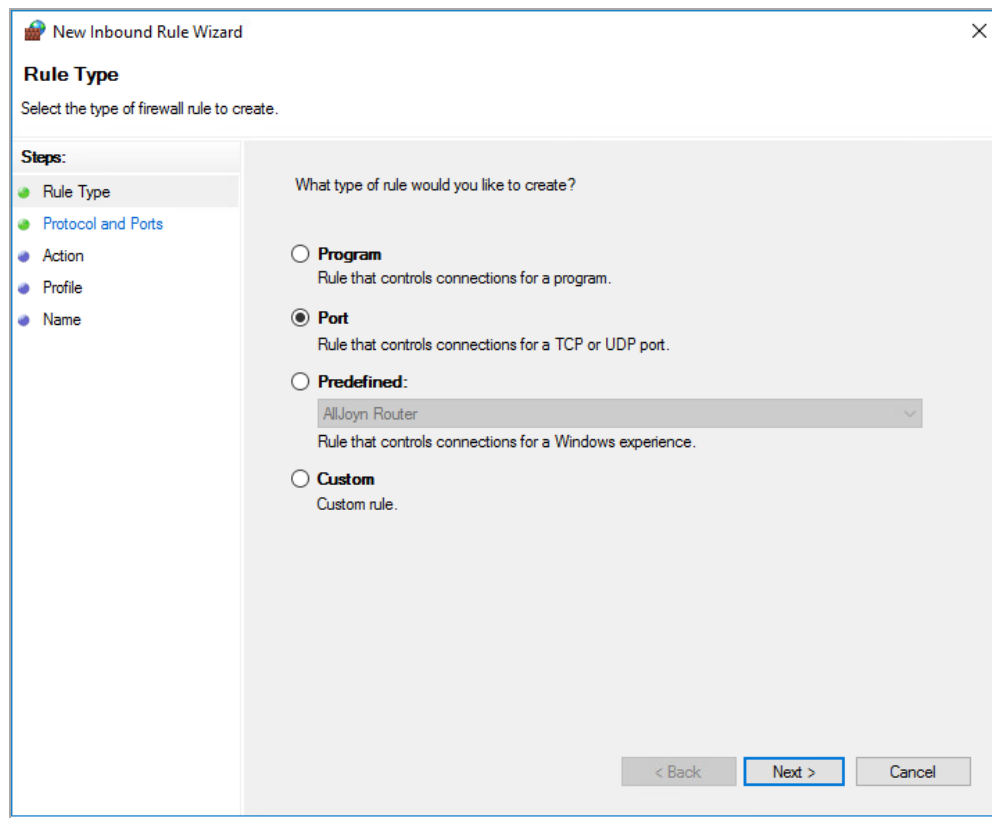 New Inbound Rule Wizard
Rule Type
Select the type of firewall rule to create.
Steps:
Rule Type
Protocol and Ports
Action
Profile
Name
What type of rule would you like to create?
Program
Rule that controls connections for a program.
Port
Rule that controls connections for a TCP or UDP port.
Predefined:
AllJoyn Router
Rule that controls connections for a Windows experience.
Custom
Custom rule.
< Back Next > Cancel